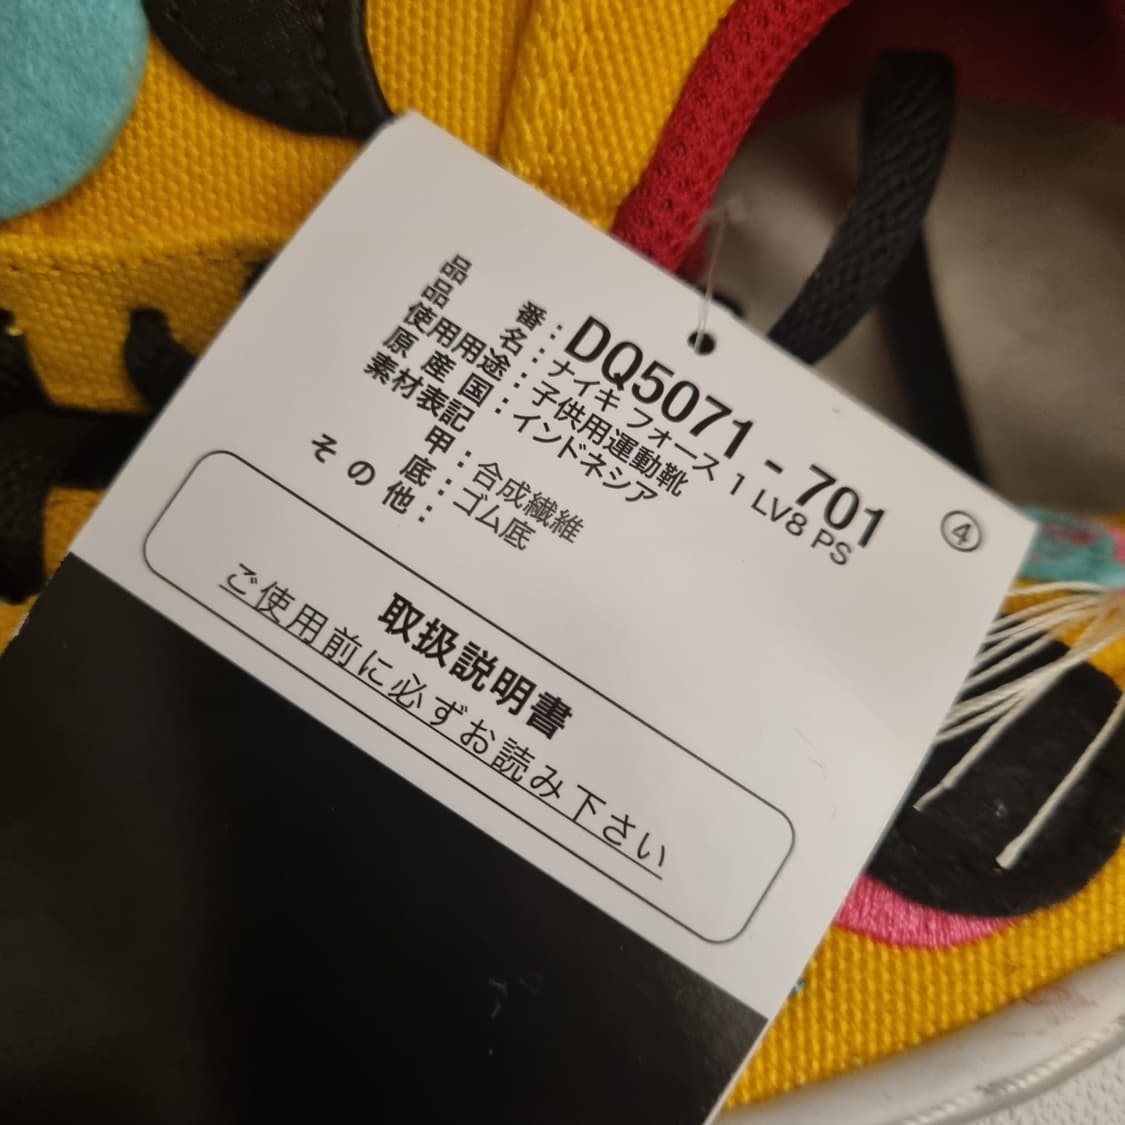 品番：DQ5071 - 701
品名：ナイキ フォース 1 LV8 PS
使用用途：子供用運動靴
原産国：インドネシア
素材表記
甲：合成繊維
底：ゴム底
その他：
④
取扱説明書
ご使用前に必ずお読み下さい